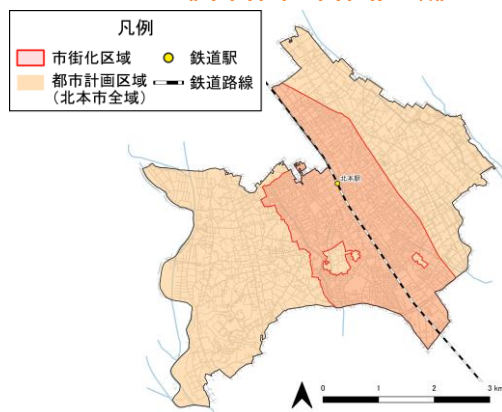 凡例
市街化区域
鉄道駅
都市計画区域
(北本市全域)
鉄道路線
北本駅
0 1 2 3 km